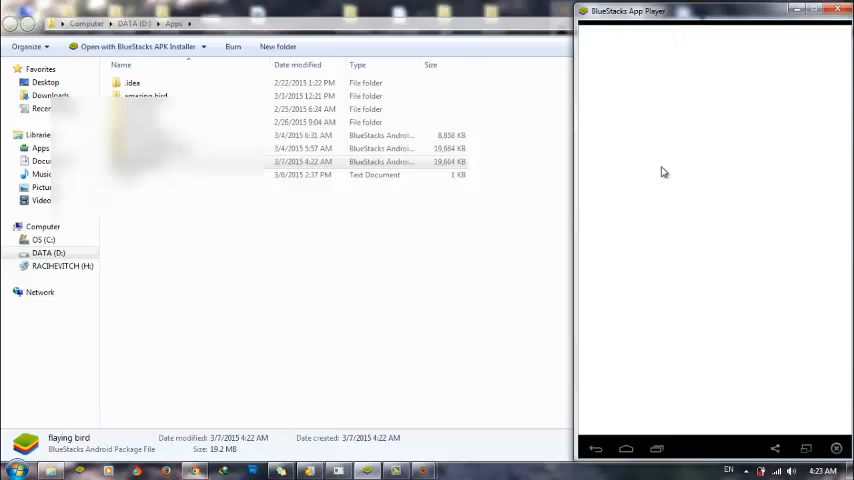 BlueStacks App Player
Computer
DATA (D:)
Apps
Organize
Open with BlueStacks APK Installer
Burn
New folder
Name
Date modified
Type
Size
Favorites
Desktop
Downloads
Libraries
Apps
Computer
OS (C:)
DATA (D:)
RACIHEVITCH (H:)
Network
.idea
2/22/2015 1:22 PM
File folder
amazing bird
3/3/2015 12:21 PM
File folder
2/25/2015 6:24 AM
File folder
2/26/2015 9:04 AM
File folder
3/4/2015 6:31 AM
BlueStacks Androi...
8,858 KB
3/4/2015 5:57 AM
BlueStacks Androi...
19,664 KB
3/7/2015 4:22 AM
BlueStacks Androi...
19,664 KB
3/6/2015 2:37 PM
Text Document
1 KB
flaying bird
Date modified: 3/7/2015 4:22 AM
Date created: 3/7/2015 4:22 AM
BlueStacks Android Package File
Size: 19.2 MB
EN
4:23 AM